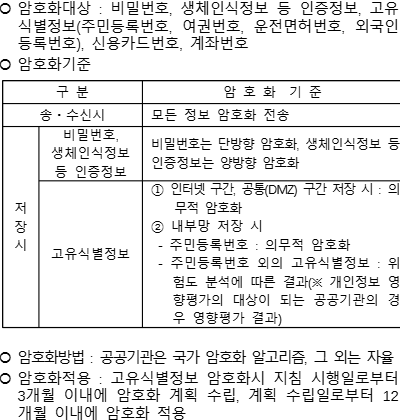 ○ 암호화대상 : 비밀번호, 생체인식정보 등 인증정보, 고유
식별정보(주민등록번호, 여권번호, 운전면허번호, 외국인
등록번호), 신용카드번호, 계좌번호
○ 암호화기준
구 분 암 호 화 기 준
송・수신시 모든 정보 암호화 전송
저장시
비밀번호,
생체인식정보
등 인증정보
비밀번호는 단방향 암호화, 생체인식정보 등
인증정보는 양방향 암호화
고유식별정보
① 인터넷 구간, 공통(DMZ) 구간 저장 시 : 의
무적 암호화
② 내부망 저장 시
- 주민등록번호 : 의무적 암호화
- 주민등록번호 외의 고유식별정보 : 위
험도 분석에 따른 결과(※ 개인정보 영
향평가의 대상이 되는 공공기관의 경
우 영향평가 결과)
○ 암호화방법 : 공공기관은 국가 암호화 알고리즘, 그 외는 자율
○ 암호화적용 : 고유식별정보 암호화시 지침 시행일로부터
3개월 이내에 암호화 계획 수립, 계획 수립일로부터 12
개월 이내에 암호화 적용